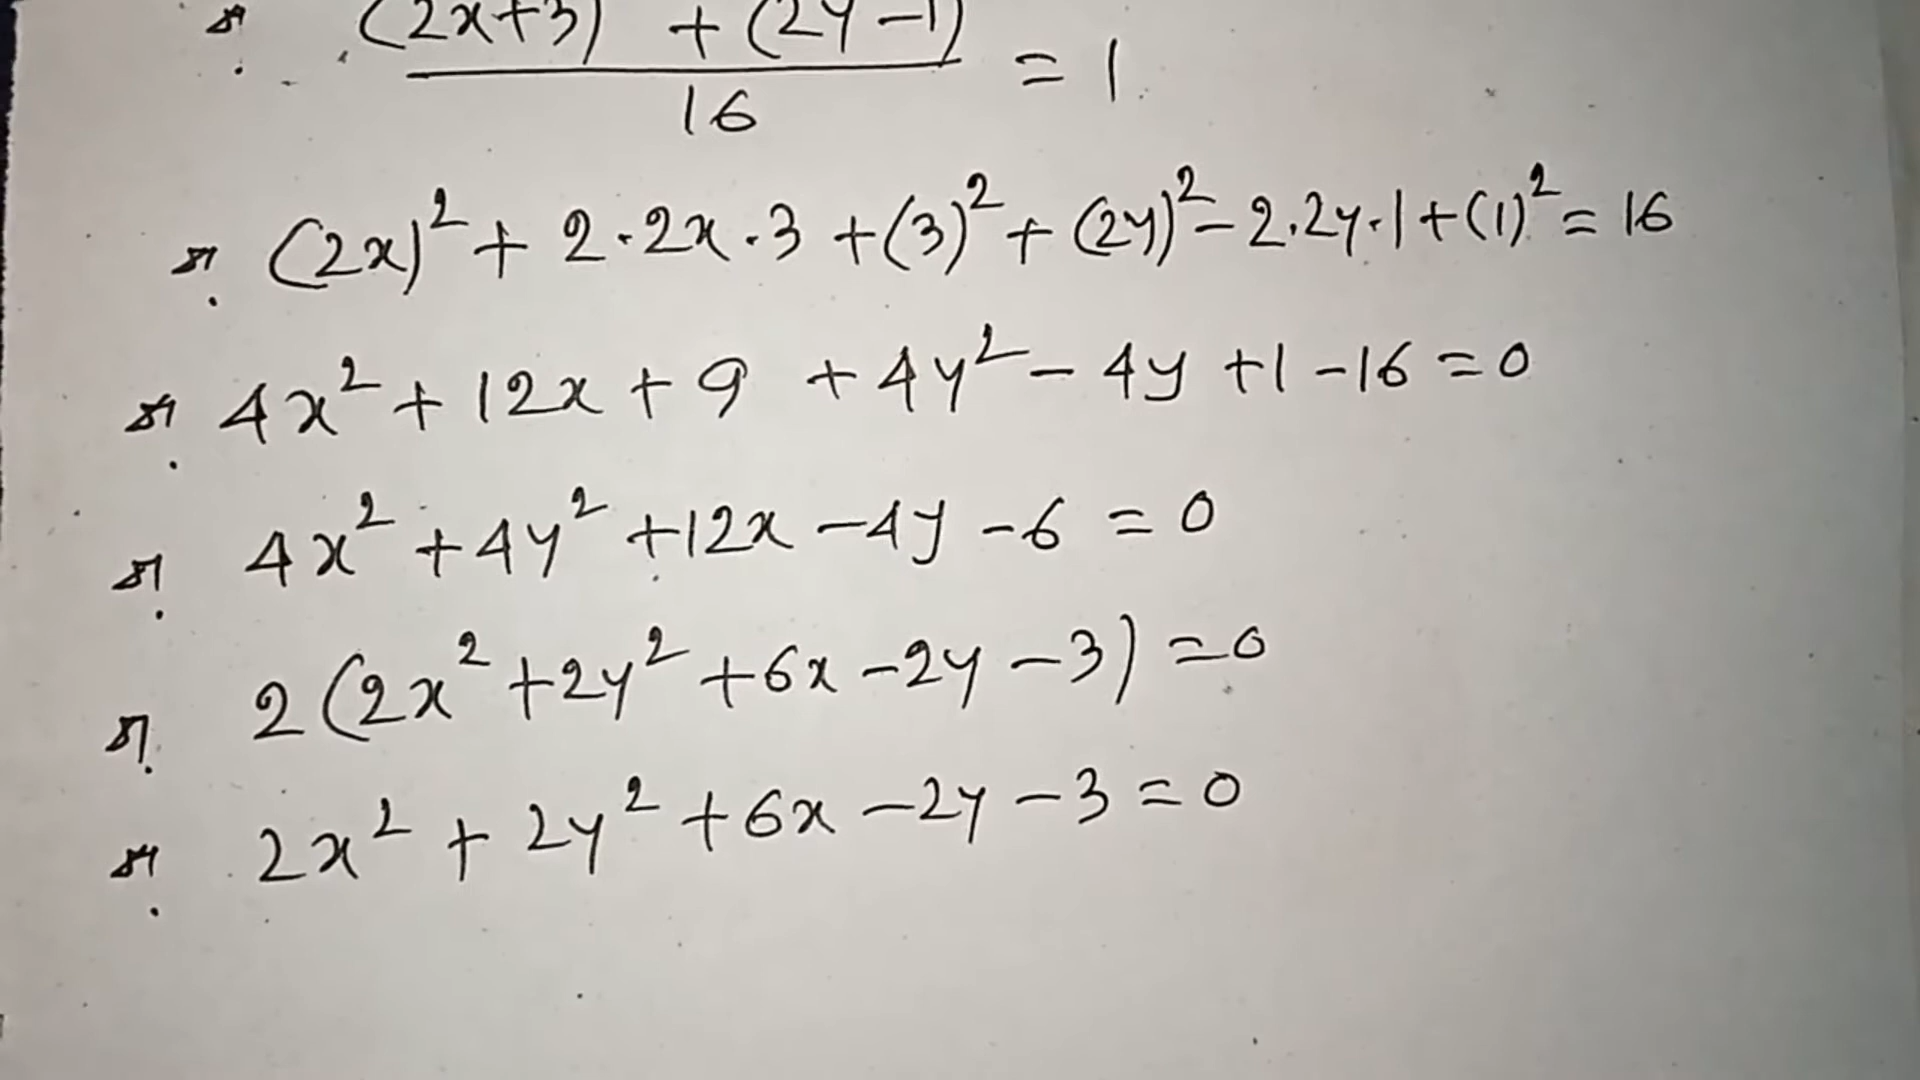 বা, (2x+3) + (2y-1) / 16 = 1
বা, (2x)² + 2·2x·3 + (3)² + (2y)² - 2·2y·1 + (1)² = 16
বা, 4x² + 12x + 9 + 4y² - 4y + 1 - 16 = 0
বা, 4x² + 4y² + 12x - 4y - 6 = 0
বা, 2(2x² + 2y² + 6x - 2y - 3) = 0
বা, 2x² + 2y² + 6x - 2y - 3 = 0